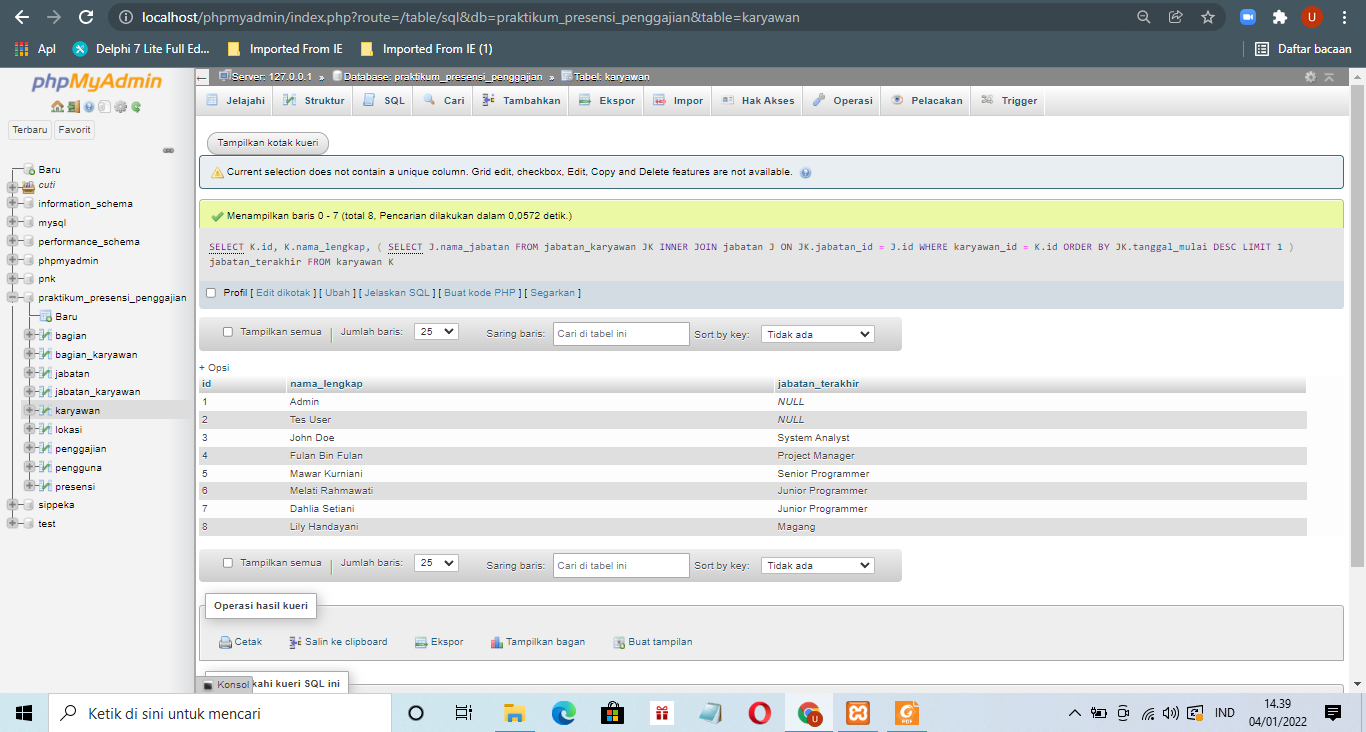 localhost/phpmyadmin/index.php?route=/table/sql&db=praktikum_presensi_penggajian&table=karyawan
U
Apl
Delphi 7 Lite Full Ed...
Imported From IE
Imported From IE (1)
Daftar bacaan
phpMyAdmin
Terbaru
Favorit
Baru
cuti
information_schema
mysql
performance_schema
phpmyadmin
pnk
praktikum_presensi_penggajian
Baru
bagian
bagian_karyawan
jabatan
jabatan_karyawan
karyawan
lokasi
penggajian
pengguna
presensi
sippeka
test
Server: 127.0.0.1 » Database: praktikum_presensi_penggajian » Tabel: karyawan
Jelajahi Struktur SQL Cari Tambahkan Ekspor Impor Hak Akses Operasi Pelacakan Trigger
Tampilkan kotak kueri
Current selection does not contain a unique column. Grid edit, checkbox, Edit, Copy and Delete features are not available.
Menampilkan baris 0 - 7 (total 8, Pencarian dilakukan dalam 0,0572 detik.)
SELECT K.id, K.nama_lengkap, ( SELECT J.nama_jabatan FROM jabatan_karyawan JK INNER JOIN jabatan J ON JK.jabatan_id = J.id WHERE karyawan_id = K.id ORDER BY JK.tanggal_mulai DESC LIMIT 1 )
jabatan_terakhir FROM karyawan K
Profil [ Edit dikotak ] [ Ubah ] [ Jelaskan SQL ] [ Buat kode PHP ] [ Segarkan ]
Tampilkan semua Jumlah baris: 25 Saring baris: Cari di tabel ini Sort by key: Tidak ada
+ Opsi
id nama_lengkap jabatan_terakhir
1 Admin NULL
2 Tes User NULL
3 John Doe System Analyst
4 Fulan Bin Fulan Project Manager
5 Mawar Kurniani Senior Programmer
6 Melati Rahmawati Junior Programmer
7 Dahlia Setiani Junior Programmer
8 Lily Handayani Magang
Tampilkan semua Jumlah baris: 25 Saring baris: Cari di tabel ini Sort by key: Tidak ada
Operasi hasil kueri
Cetak Salin ke clipboard Ekspor Tampilkan bagan Buat tampilan
Konsol kahi kueri SQL ini
Ketik di sini untuk mencari
IND
14.39
04/01/2022